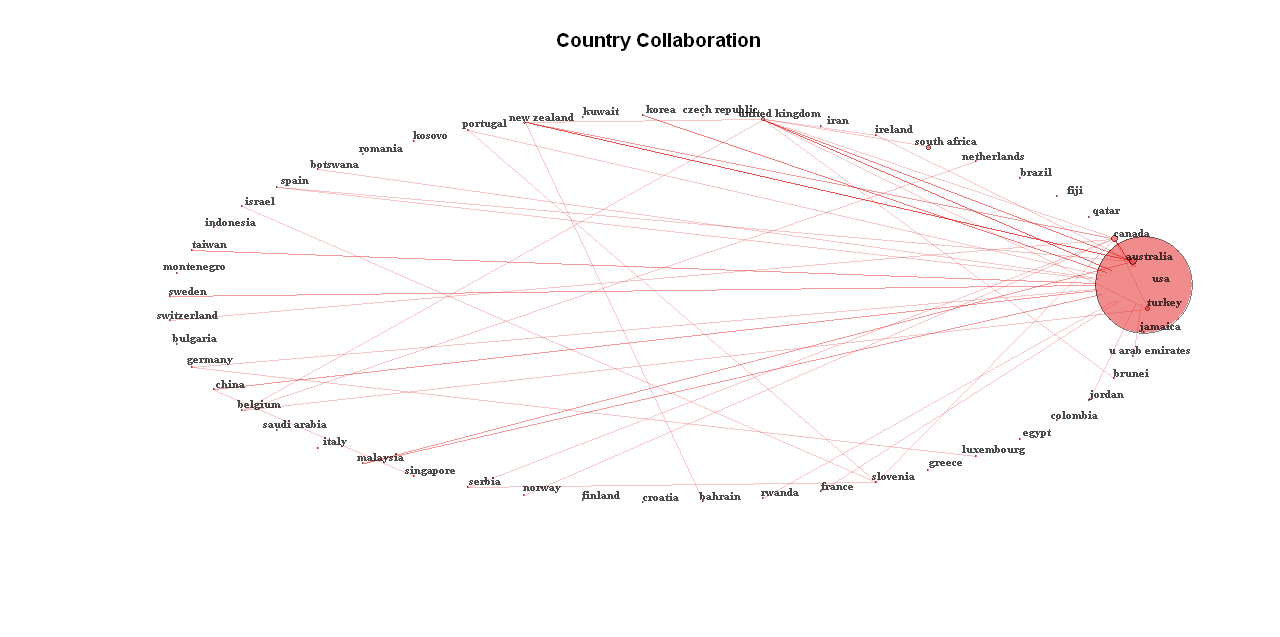 Country Collaboration
kuwait
korea
czech republic
united kingdom
new zealand
portugal
iran
ireland
kosovo
south africa
romania
netherlands
botswana
brazil
spain
fiji
israel
qatar
indonesia
canada
taiwan
australia
montenegro
usa
sweden
turkey
switzerland
jamaica
bulgaria
u arab emirates
germany
brunei
china
jordan
belgium
colombia
saudi arabia
egypt
italy
luxembourg
malaysia
greece
singapore
slovenia
serbia
france
norway
rwanda
finland
croatia
bahrain